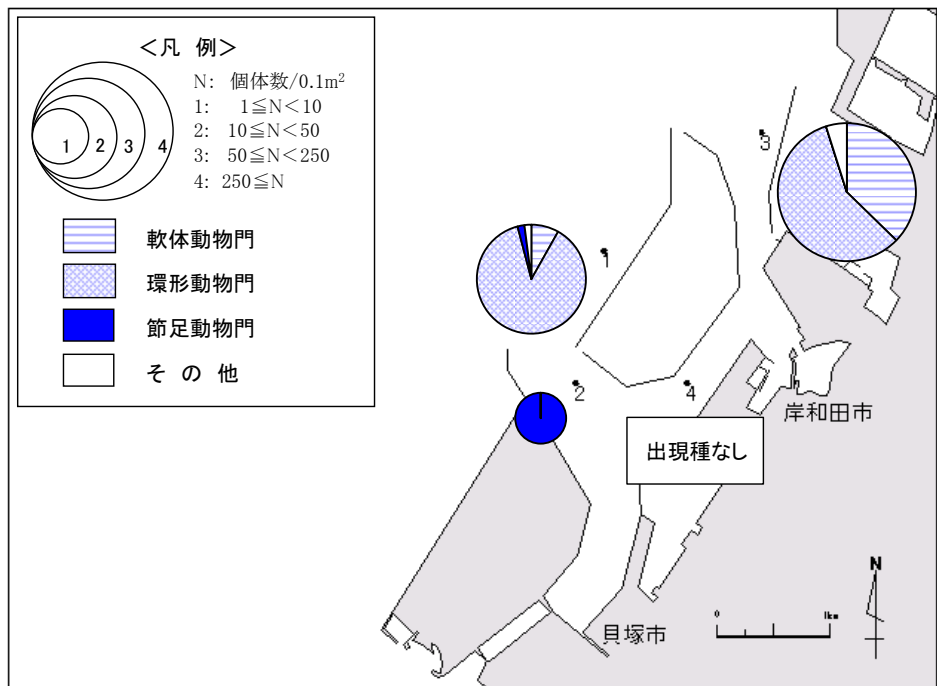 ＜凡 例＞
N: 個体数/0.1m²
1: 1≦N＜10
2: 10≦N＜50
3: 50≦N＜250
4: 250≦N
1 2 3 4
軟体動物門
環形動物門
節足動物門
そ の 他
3
1
2
4
岸和田市
出現種なし
貝塚市
0 1km
N